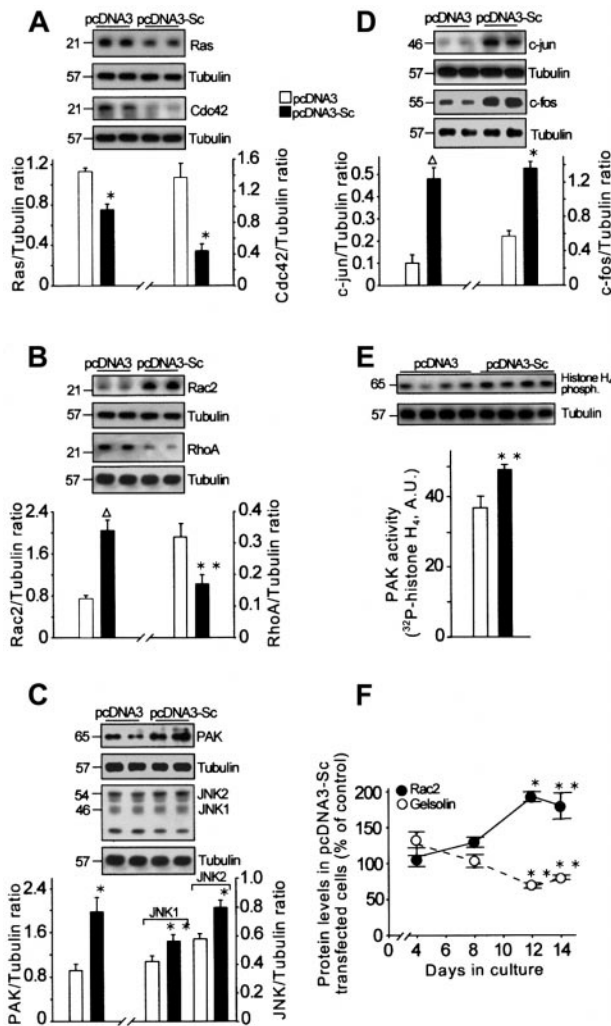 A
pcDNA3 pcDNA3-Sc
21 Ras
57 Tubulin
21 Cdc42
57 Tubulin
pcDNA3
pcDNA3-Sc
Ras/Tubulin ratio
1.2
0.8
0.4
0
*
*
1.6
1.2
0.8
0.4
0
Cdc42/Tubulin ratio
B
pcDNA3 pcDNA3-Sc
21 Rac2
57 Tubulin
21 RhoA
57 Tubulin
Rac2/Tubulin ratio
2.4
1.6
0.8
0
Δ
* *
0.4
0.3
0.2
0.1
0
RhoA/Tubulin ratio
C
pcDNA3 pcDNA3-Sc
65 PAK
57 Tubulin
54 JNK2
46 JNK1
57 Tubulin
PAK/Tubulin ratio
2.4
1.6
0.8
0
*
JNK1
* *
JNK2
*
1.0
0.8
0.6
0.4
0.2
0
JNK/Tubulin ratio
D
pcDNA3 pcDNA3-Sc
46 c-jun
57 Tubulin
55 c-fos
57 Tubulin
c-jun/Tubulin ratio
0.5
0.4
0.3
0.2
0.1
0
Δ
*
1.2
0.8
0.4
0
c-fos/Tubulin ratio
E
pcDNA3 pcDNA3-Sc
65 Histone H4
phosph.
57 Tubulin
PAK activity
(32P-histone H4, A.U.)
40
20
0
* *
F
Protein levels in pcDNA3-Sc
transfected cells (% of control)
200
150
100
50
0
Rac2
Gelsolin
*
* *
* *
* *
4 8 12 14
Days in culture